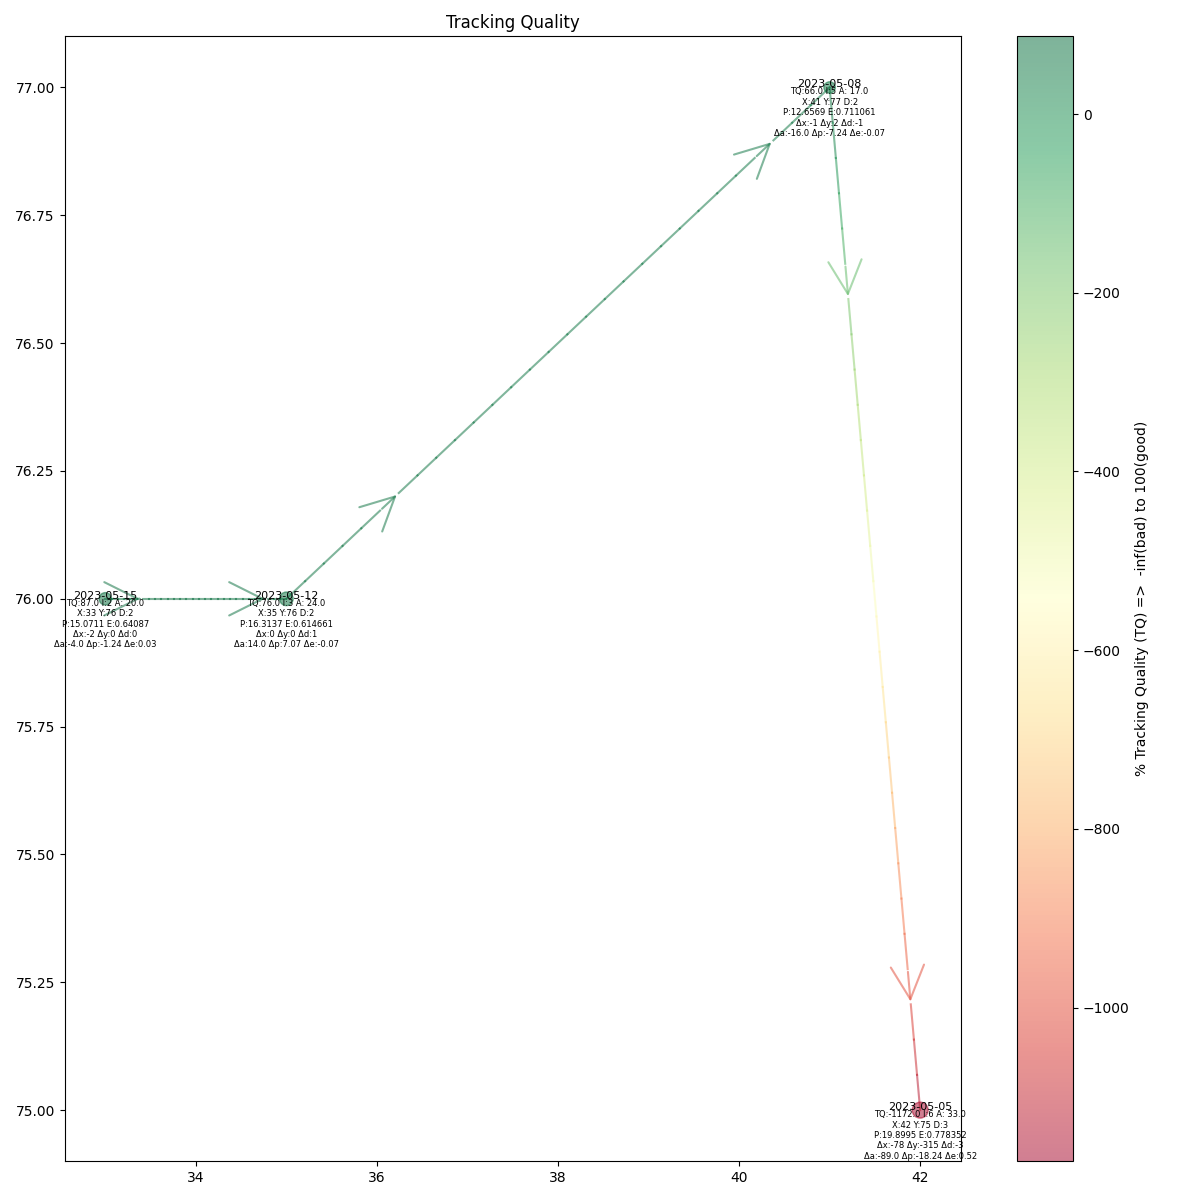 Tracking Quality
77.00
76.75
76.50
76.25
76.00
75.75
75.50
75.25
75.00
34
36
38
40
42
2023-05-08
TQ:66.0 A: 17.0
X:41 Y:77 D:2
P:12.6569 E:0.711061
Δx:-1 Δy:2 Δd:-1
Δa:-16.0 Δp:-7.24 Δe:-0.07
2023-05-15
TQ:87.0 A: 20.0
X:33 Y:76 D:2
P:15.0711 E:0.64087
Δx:-2 Δy:0 Δd:0
Δa:-4.0 Δp:-1.24 Δe:0.03
2023-05-12
TQ:76.0 A: 24.0
X:35 Y:76 D:2
P:16.3137 E:0.614661
Δx:0 Δy:0 Δd:1
Δa:14.0 Δp:7.07 Δe:-0.07
2023-05-05
TQ:-1172.0 A: 33.0
X:42 Y:75 D:3
P:19.8995 E:0.778352
Δx:-78 Δy:-315 Δd:-3
Δa:-89.0 Δp:-18.24 Δe:0.52
0
−200
−400
−600
−800
−1000
% Tracking Quality (TQ) => -inf(bad) to 100(good)